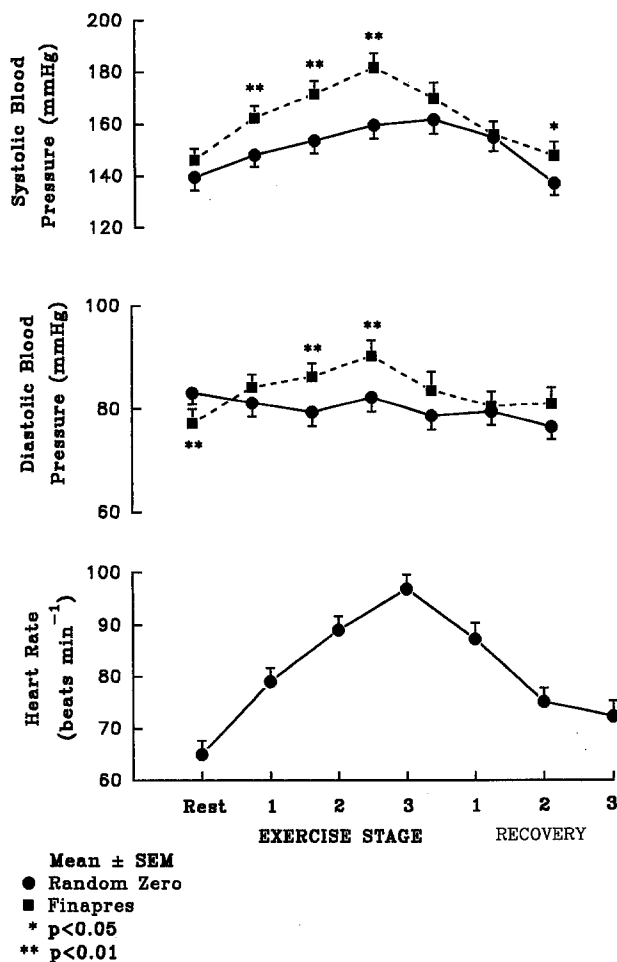 200
180
160
140
120
Systolic Blood
Pressure (mmHg)
** ** ** *
100
80
60
Diastolic Blood
Pressure (mmHg)
** ** **
100
90
80
70
60
Heart Rate
(beats min⁻¹)
Rest 1 2 3 1 2 3
EXERCISE STAGE RECOVERY
Mean ± SEM
● Random Zero
■ Finapres
* p<0.05
** p<0.01